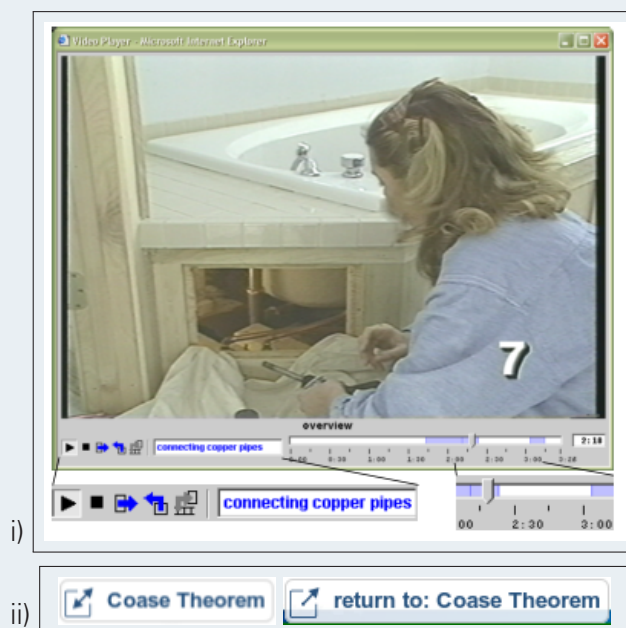 Video Player - Microsoft Internet Explorer
7
overview
connecting copper pipes
2:18
0:00 0:30 1:00 1:30 2:00 2:30 3:00 3:20
connecting copper pipes
00 2:30 3:00
i)
ii)
Coase Theorem
return to: Coase Theorem